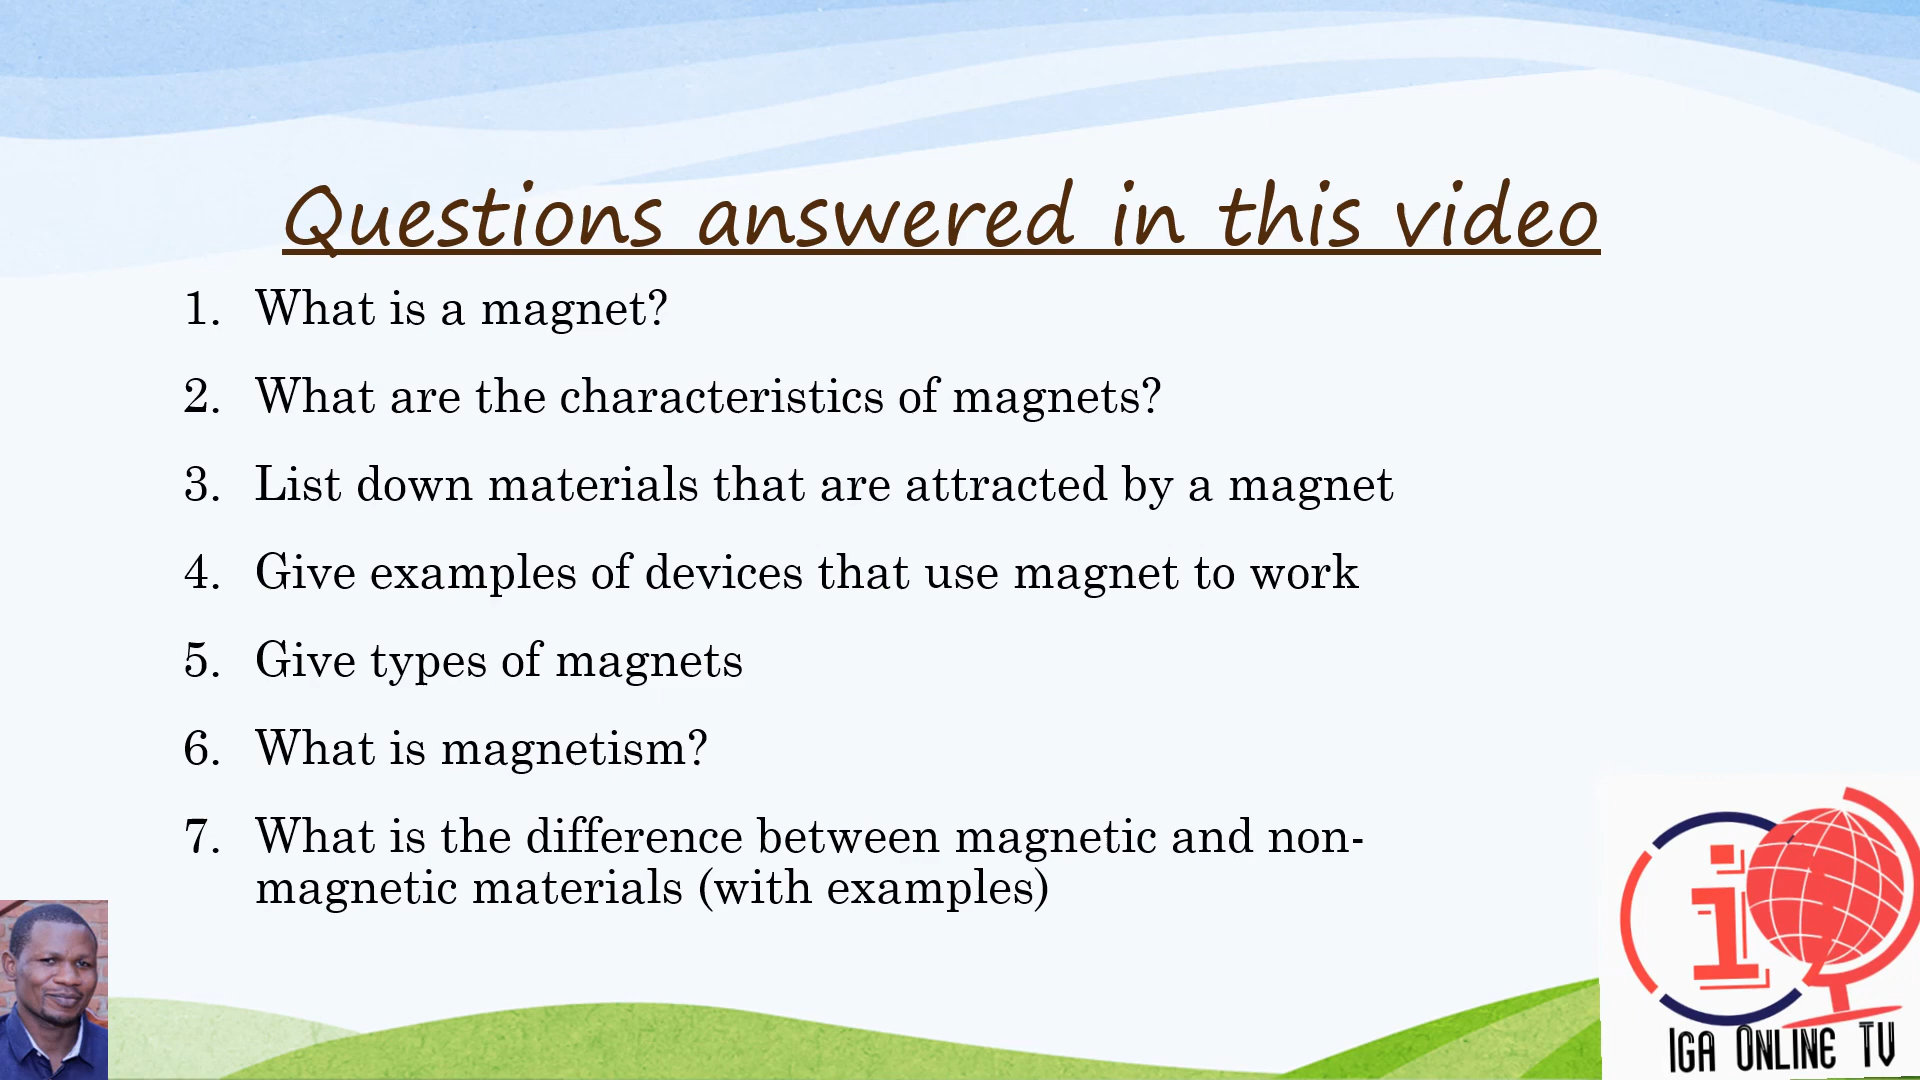 Questions answered in this video
1. What is a magnet?
2. What are the characteristics of magnets?
3. List down materials that are attracted by a magnet
4. Give examples of devices that use magnet to work
5. Give types of magnets
6. What is magnetism?
7. What is the difference between magnetic and non-
magnetic materials (with examples)
i
IGA ONLINE TV